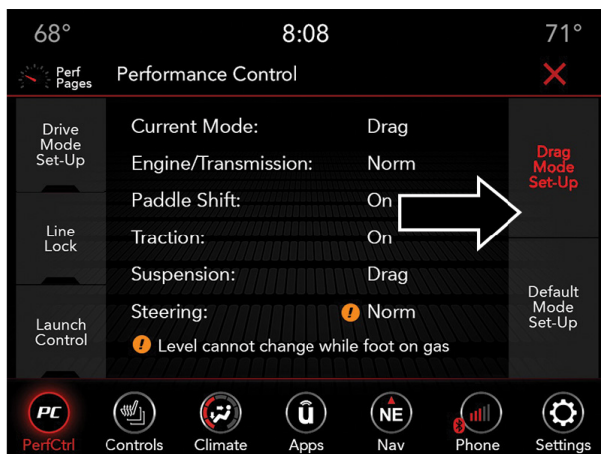 68°
8:08
71°
Perf
Pages
Performance Control
Drive
Mode
Set-Up
Line
Lock
Launch
Control
Current Mode: Drag
Engine/Transmission: Norm
Paddle Shift: On
Traction: On
Suspension: Drag
Steering: ! Norm
! Level cannot change while foot on gas
Drag
Mode
Set-Up
Default
Mode
Set-Up
PC
PerfCtrl
Controls
Climate
û
Apps
NE
Nav
Phone
Settings